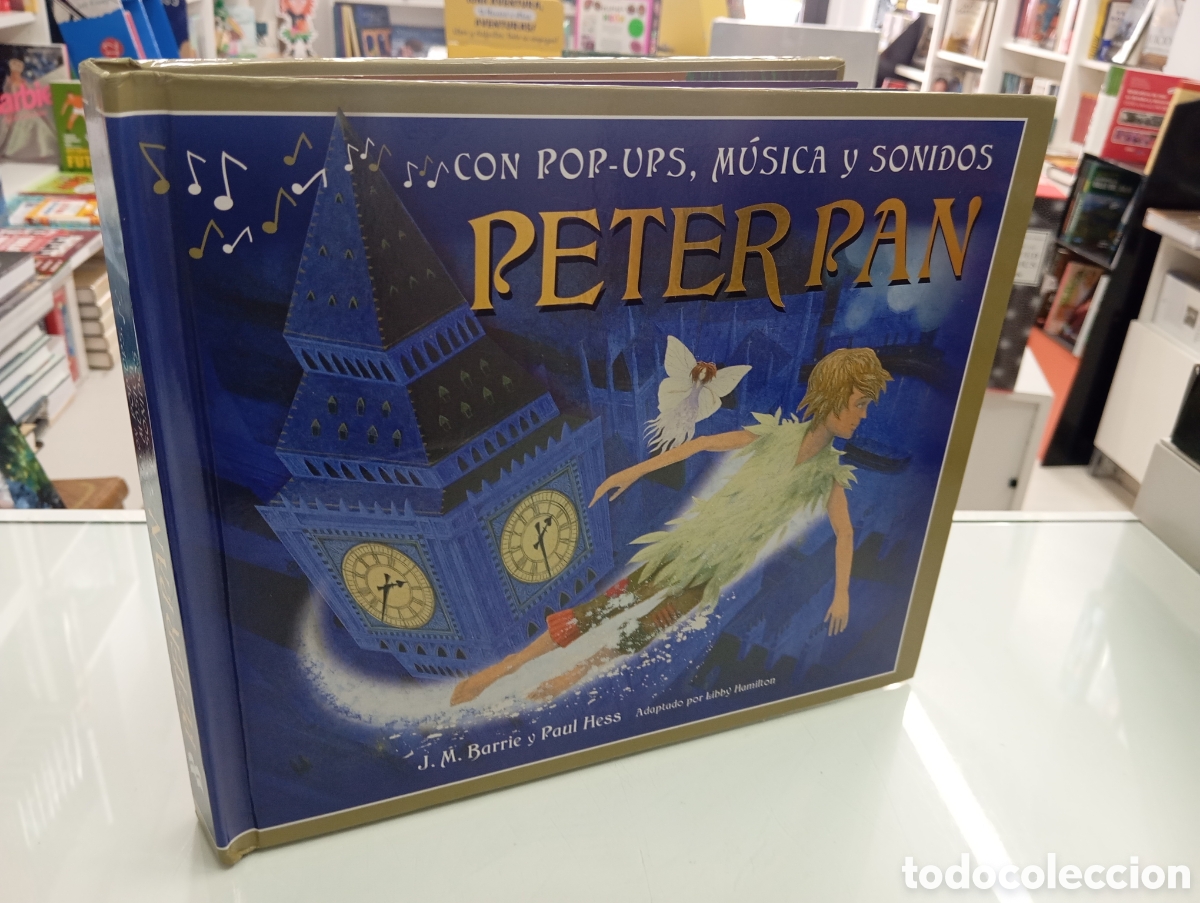 CON POP-UPS, MÚSICA Y SONIDOS
PETER PAN
J. M. Barrie y Paul Hess Adaptado por Libby Hamilton
todocoleccion